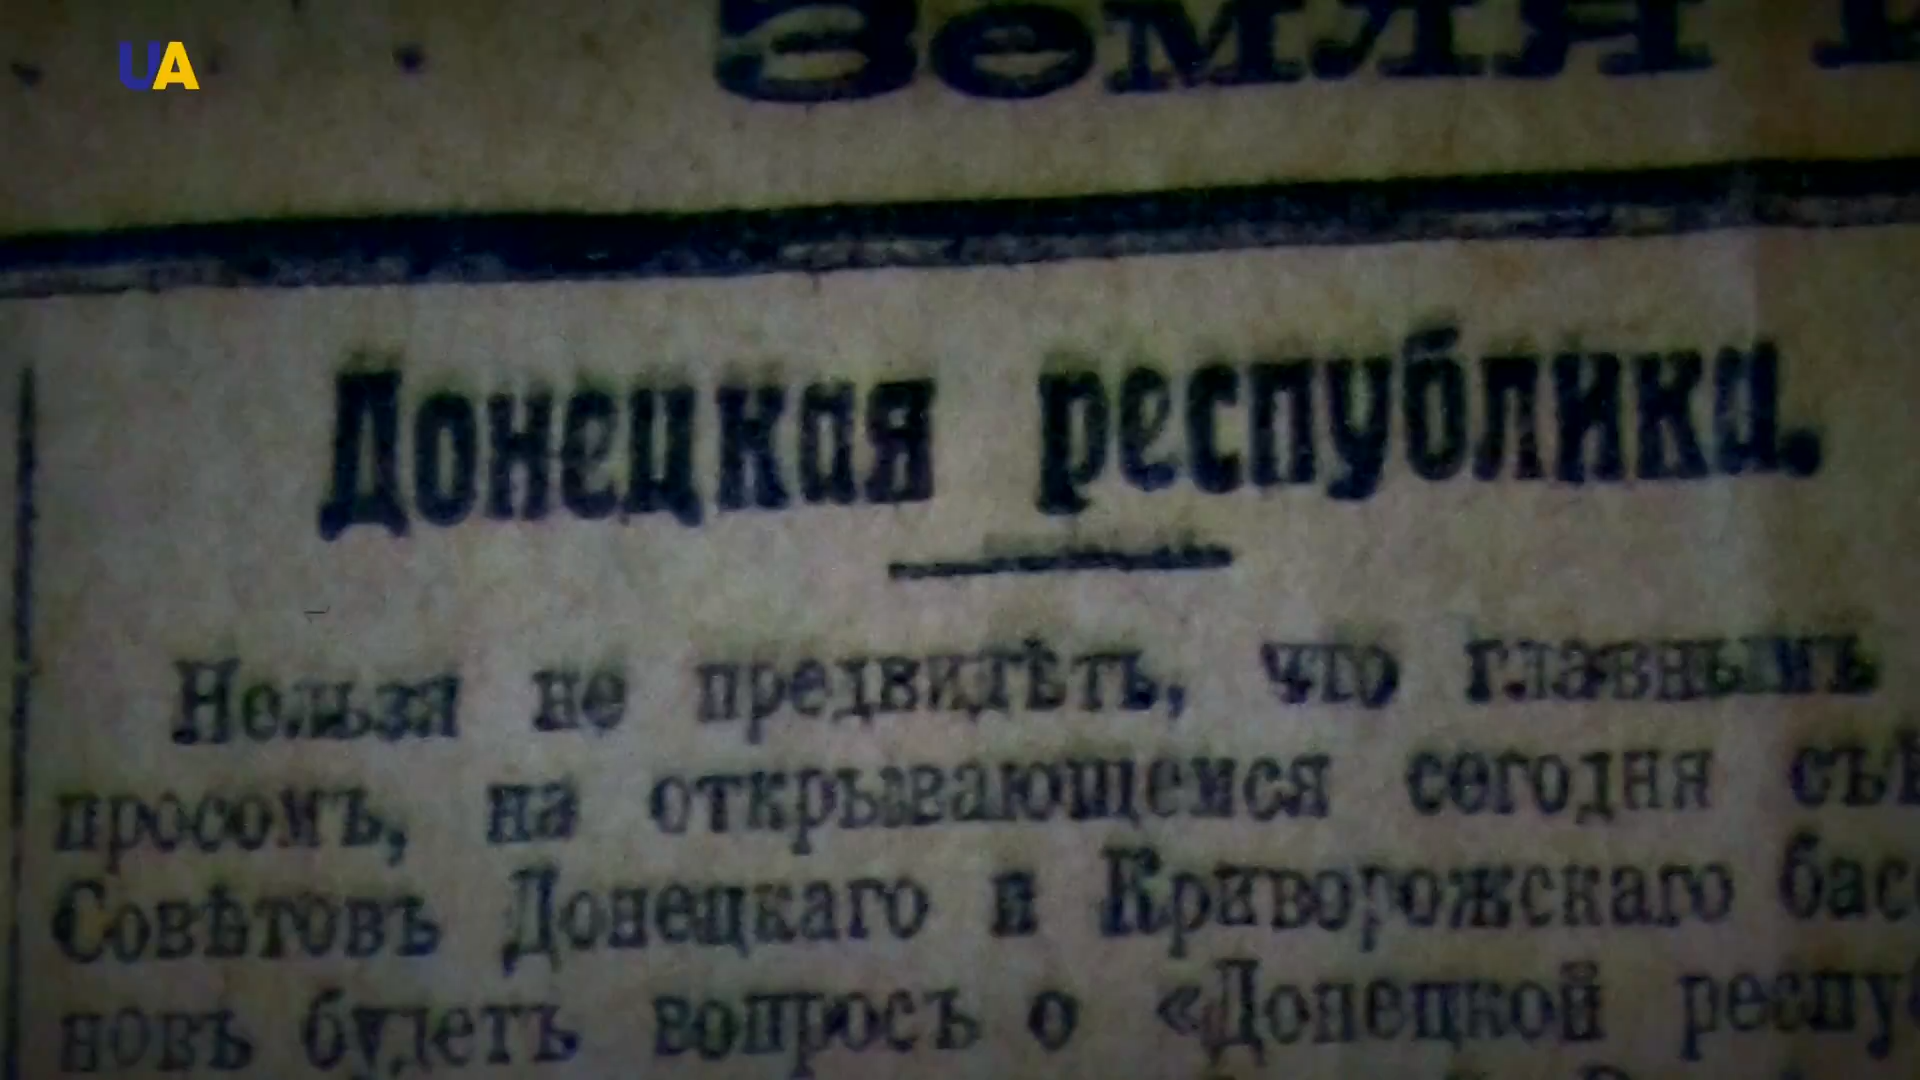 UA
Земля
Донецкая республика.
Нельзя не предвидѣть, что главнымъ
просомъ, на открывающемся сегодня съѣ
Совѣтовъ Донецкаго и Криворожскаго бас
новъ будетъ вопросъ о «Донецкой респу